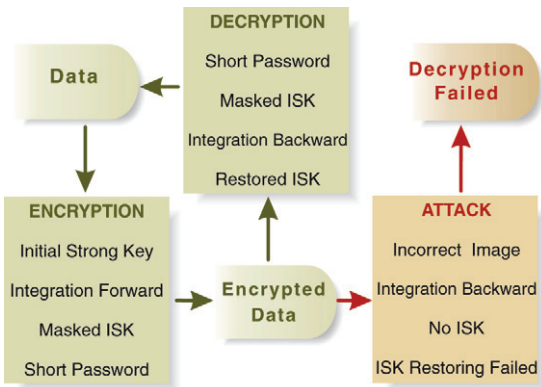 Data
DECRYPTION
Short Password
Masked ISK
Integration Backward
Restored ISK
Decryption
Failed
ENCRYPTION
Initial Strong Key
Integration Forward
Masked ISK
Short Password
Encrypted
Data
ATTACK
Incorrect Image
Integration Backward
No ISK
ISK Restoring Failed